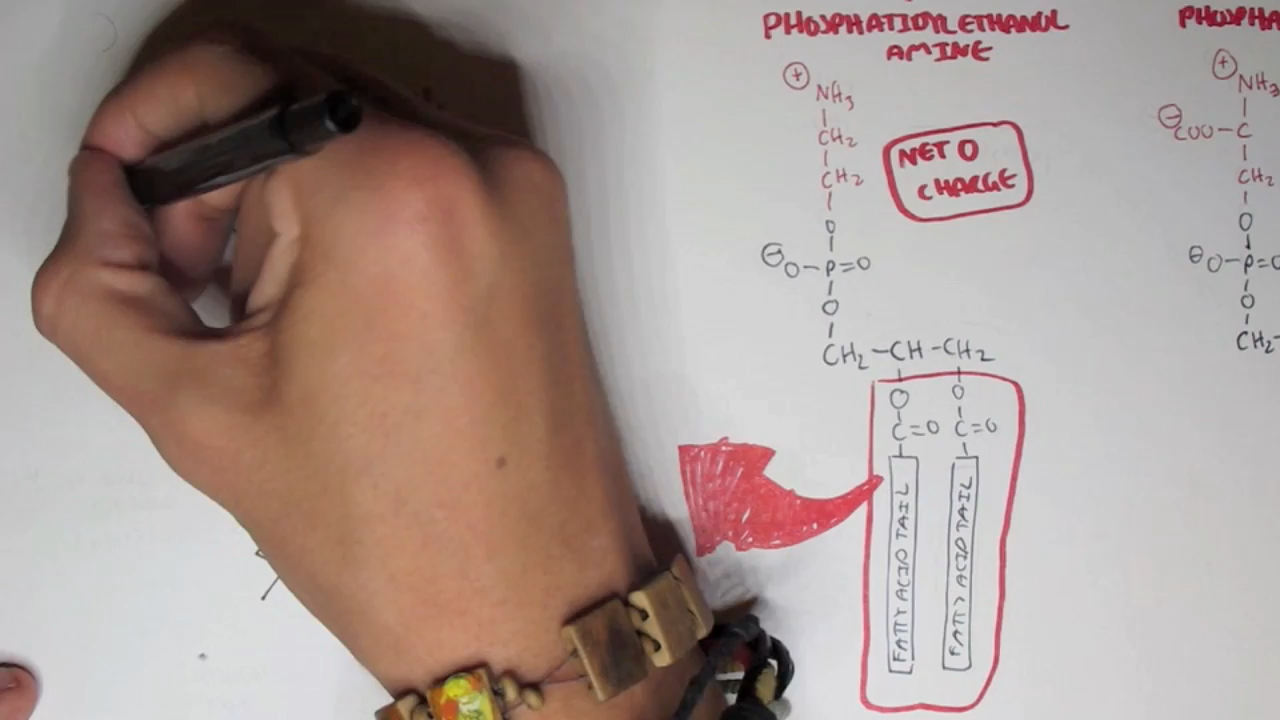 PHOSPHATIDYLETHANOL
AMINE
⊕
NH3
CH2
CH2
O
⊖O-P=O
O
CH2-CH-CH2
O O
C=O C=O
FATTY ACID TAIL
FATTY ACID TAIL
NET 0
CHARGE
PHOSPHA
⊕
NH3
⊖COO-C
CH2
O
⊖O-P=O
O
CH2-